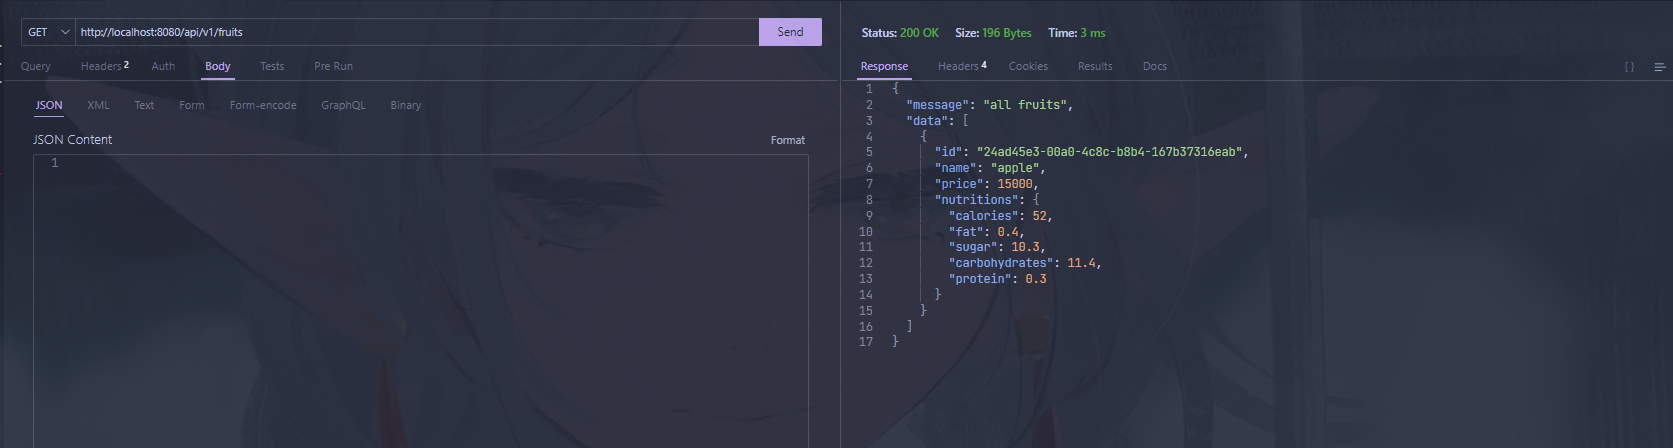 GET http://localhost:8080/api/v1/fruits Send
Query Headers 2 Auth Body Tests Pre Run
JSON XML Text Form Form-encode GraphQL Binary
JSON Content Format
1
Status: 200 OK Size: 196 Bytes Time: 3 ms
Response Headers 4 Cookies Results Docs { }
1 {
2 "message": "all fruits",
3 "data": [
4 {
5 "id": "24ad45e3-00a0-4c8c-b8b4-167b37316eab",
6 "name": "apple",
7 "price": 15000,
8 "nutritions": {
9 "calories": 52,
10 "fat": 0.4,
11 "sugar": 10.3,
12 "carbohydrates": 11.4,
13 "protein": 0.3
14 }
15 }
16 ]
17 }